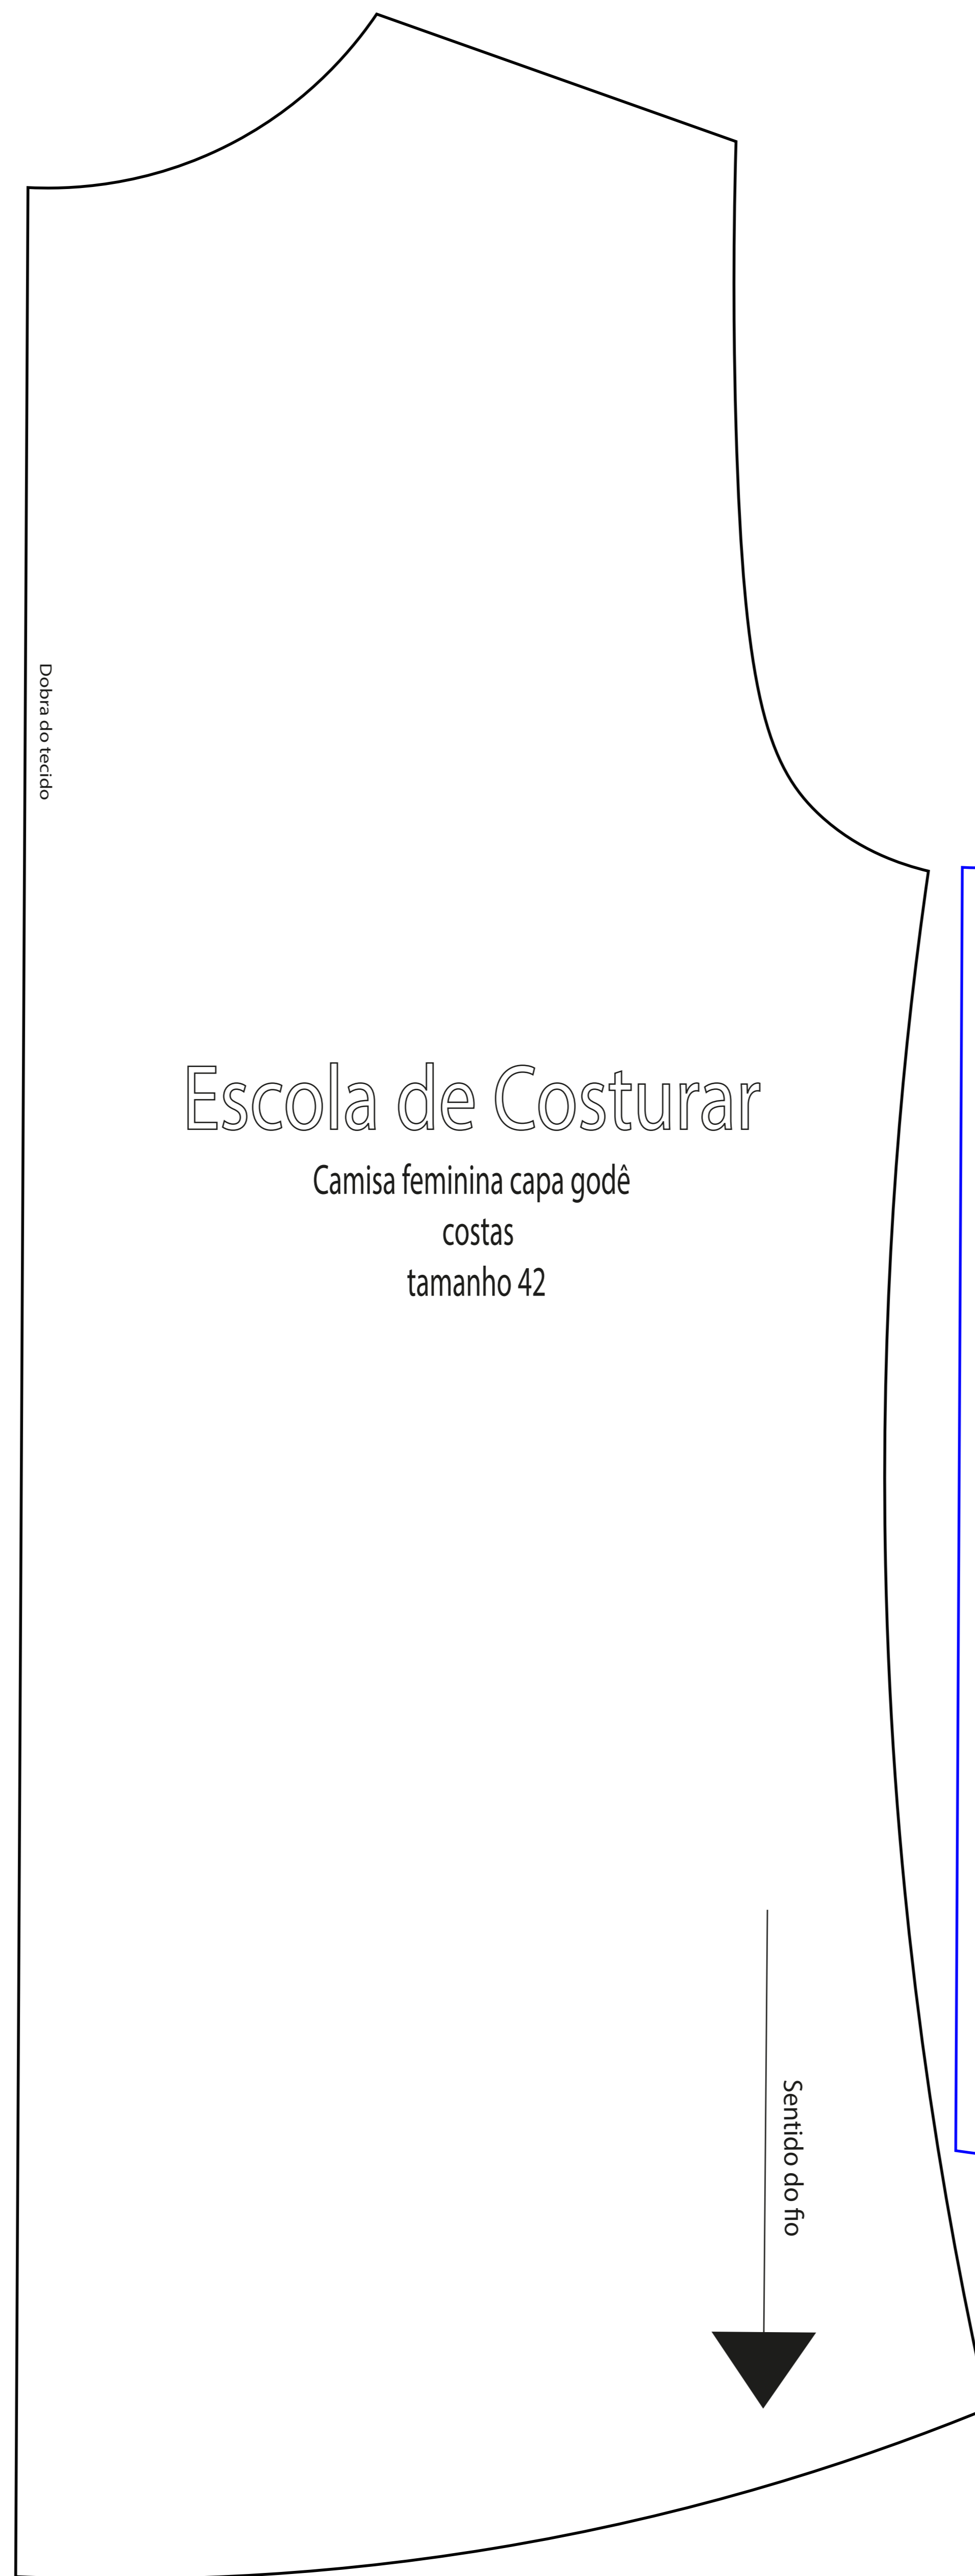 Dobra do tecido
Escola de Costurar
Camisa feminina capa godê
costas
tamanho 42
Sentido do fio